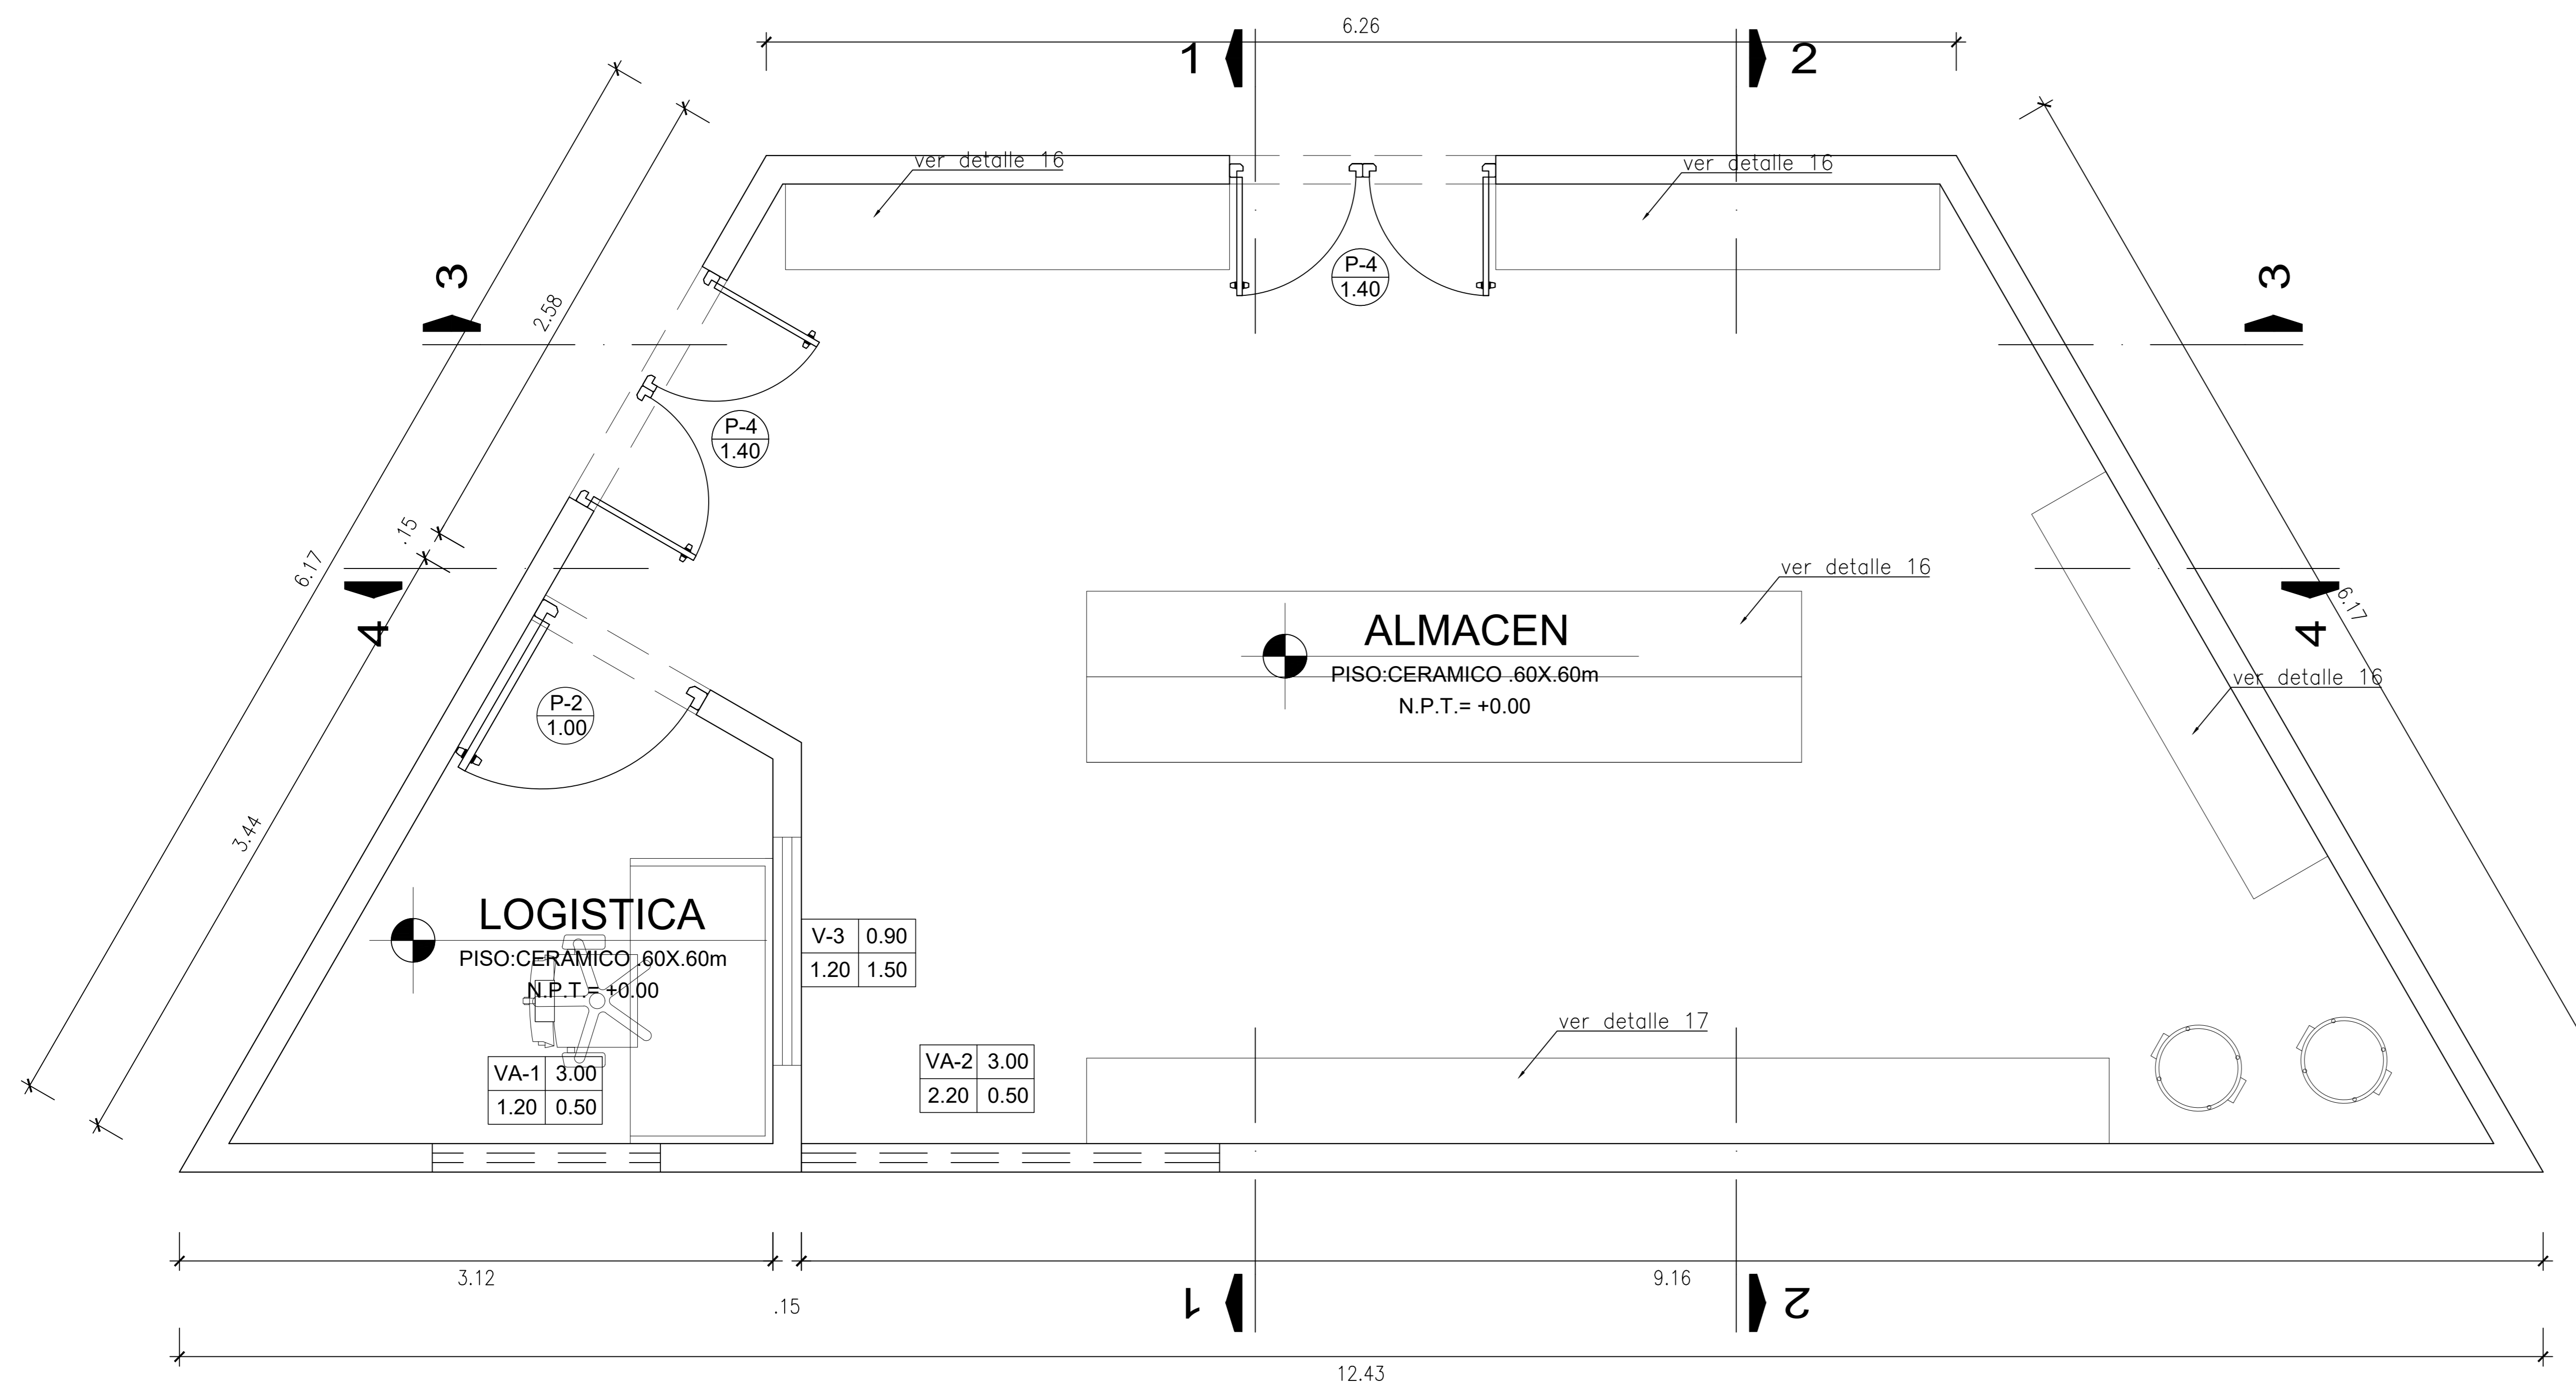 6.26
1
2
ver detalle 16
ver detalle 16
P-4
1.40
3
3
2.58
P-4
1.40
.15
6.17
6.17
4
4
ver detalle 16
ALMACEN
PISO:CERAMICO .60X.60m
N.P.T.= +0.00
ver detalle 16
P-2
1.00
3.44
LOGISTICA
PISO:CERAMICO .60X.60m
N.P.T.= +0.00
V-3 0.90
1.20 1.50
ver detalle 17
VA-1 3.00
1.20 0.50
VA-2 3.00
2.20 0.50
3.12
.15
9.16
1
2
12.43